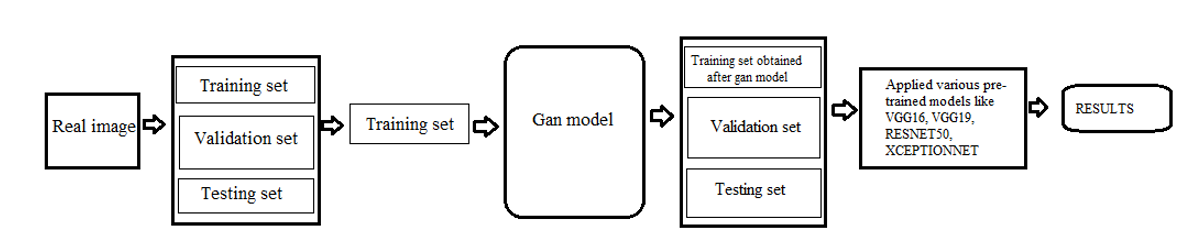 Real image
Training set
Validation set
Testing set
Training set
Gan model
Training set obtained
after gan model
Validation set
Testing set
Applied various pre-
trained models like
VGG16, VGG19,
RESNET50,
XCEPTIONNET
RESULTS